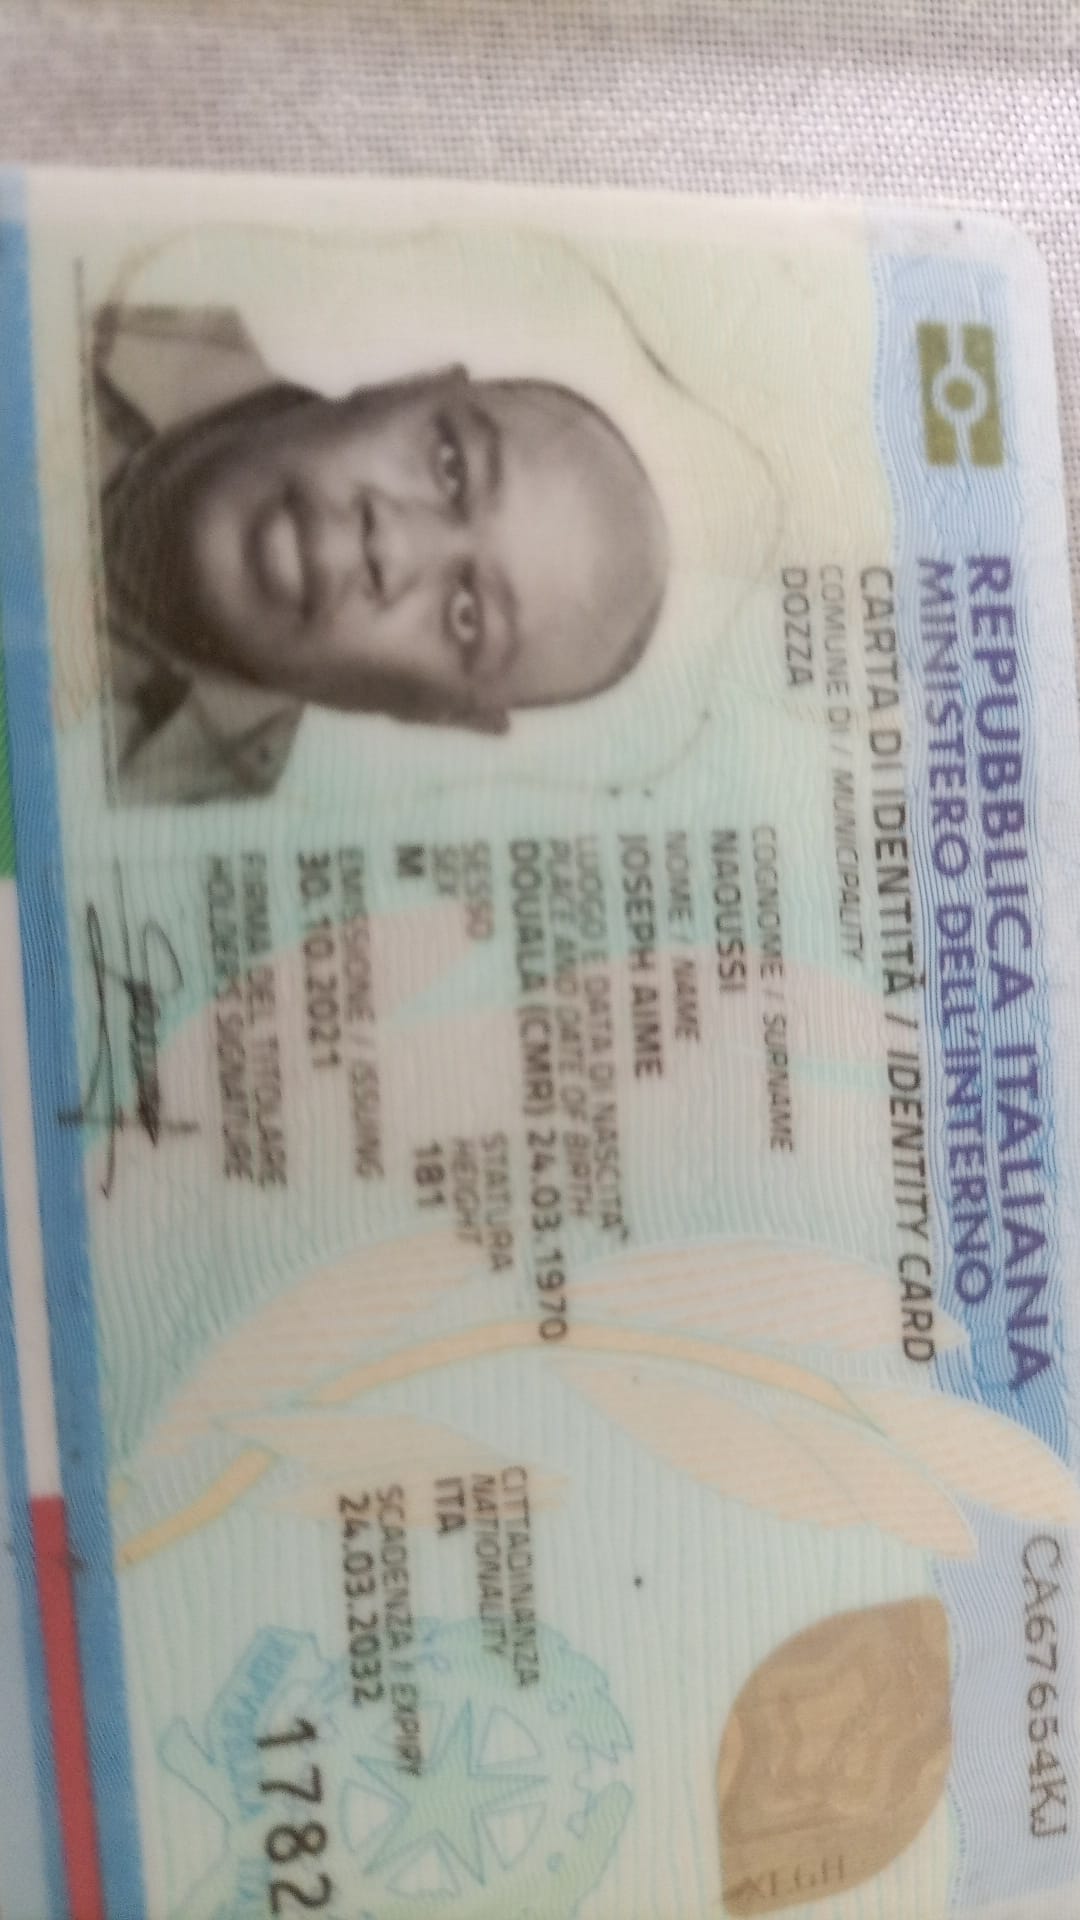 REPUBBLICA ITALIANA
MINISTERO DELL'INTERNO
CA67654KJ
CARTA DI IDENTITÀ / IDENTITY CARD
COMUNE DI / MUNICIPALITY
DOZZA
COGNOME / SURNAME
NAOUSSI
NOME / NAME
JOSEPH AIME
LUOGO E DATA DI NASCITA
PLACE AND DATE OF BIRTH
DOUALA (CMR) 24.03.1970
SESSO
SEX
M
STATURA
HEIGHT
181
CITTADINANZA
NATIONALITY
ITA
EMISSIONE / ISSUING
30.10.2021
SCADENZA / EXPIRY
24.03.2032
FIRMA DEL TITOLARE
HOLDER'S SIGNATURE
1782